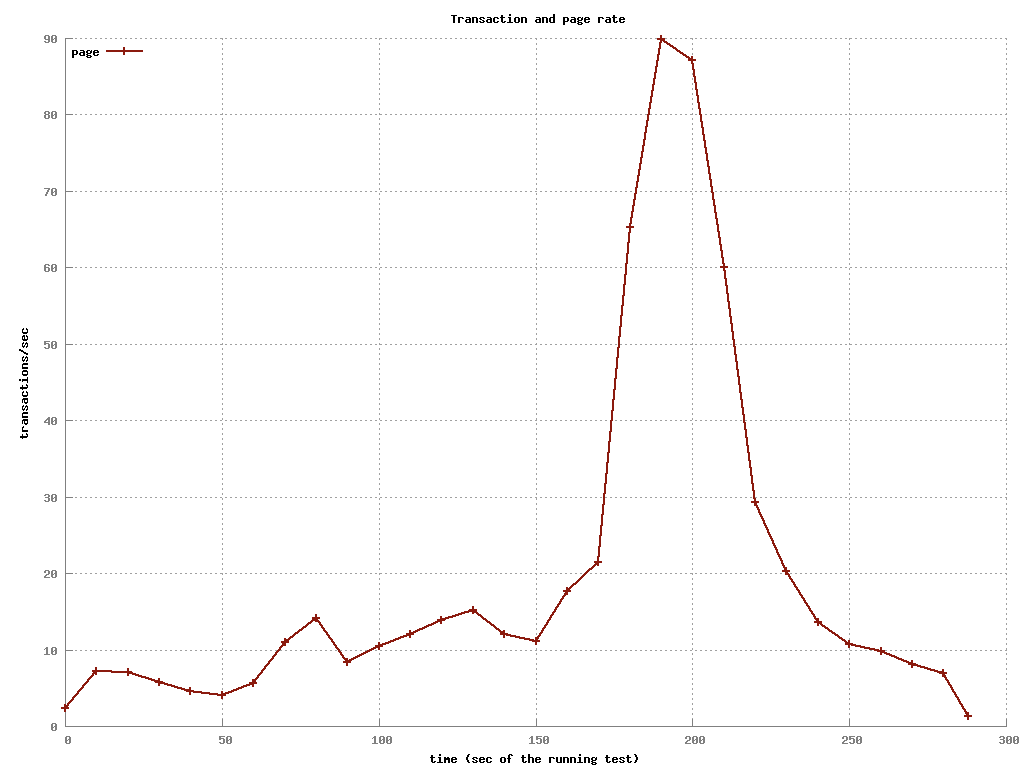 Transaction and page rate
page
90
80
70
60
50
40
30
20
10
0
transactions/sec
0 50 100 150 200 250 300
time (sec of the running test)